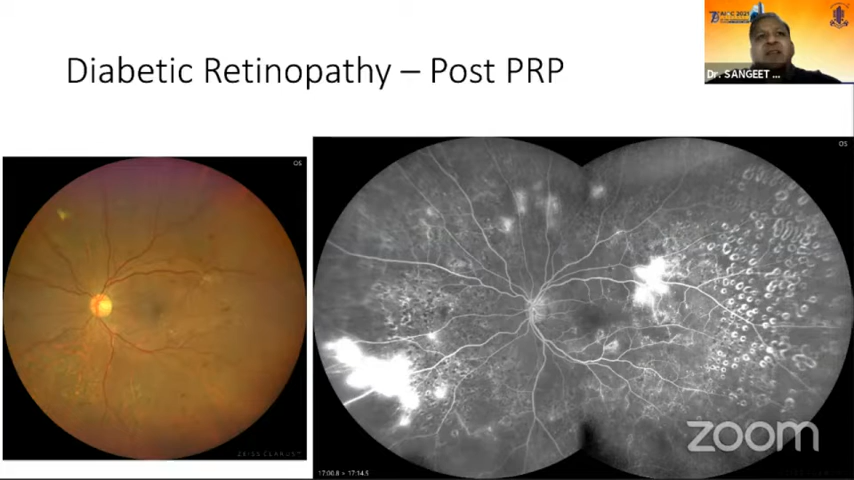 Diabetic Retinopathy – Post PRP
Dr. SANGEET ...
OS
OS
ZEISS CLARUS
17:00.8 > 17:14.5
zoom